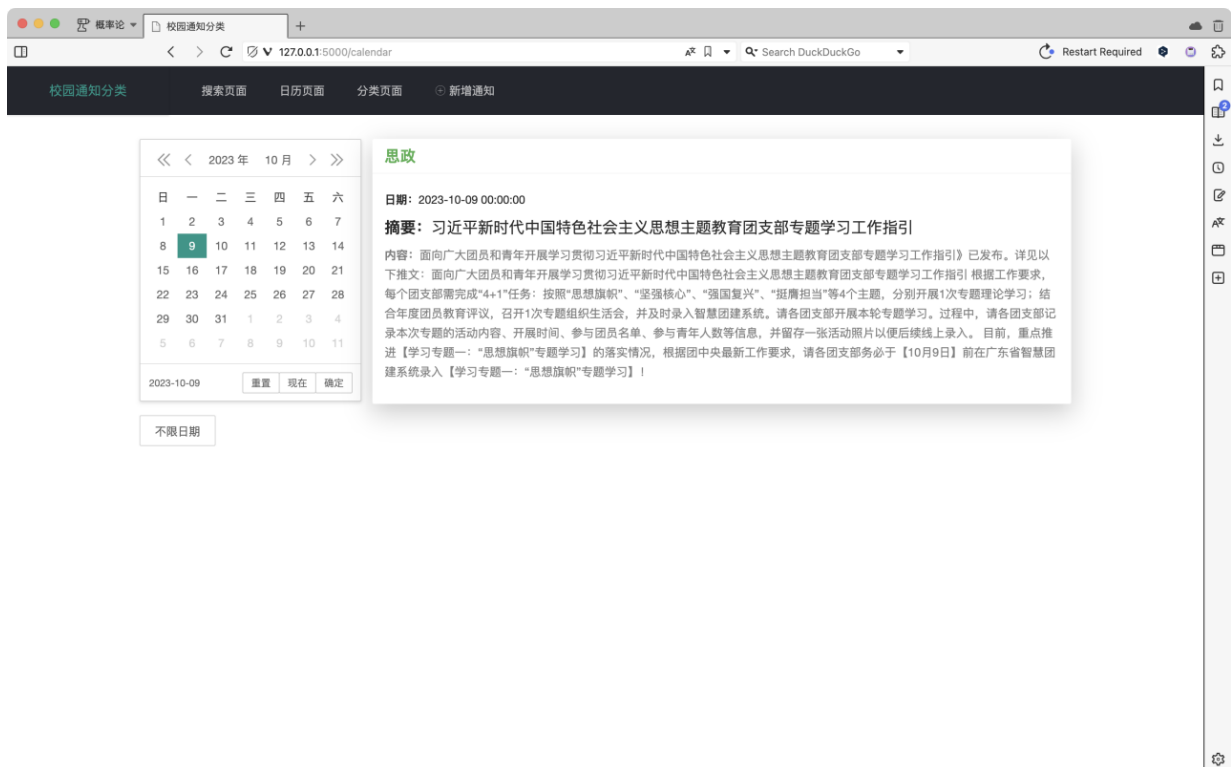 概率论
校园通知分类
127.0.0.1:5000/calendar
Search DuckDuckGo
Restart Required
2
校园通知分类
搜索页面
日历页面
分类页面
新增通知
2023 年 10 月
日 一 二 三 四 五 六
1 2 3 4 5 6 7
8 9 10 11 12 13 14
15 16 17 18 19 20 21
22 23 24 25 26 27 28
29 30 31 1 2 3 4
5 6 7 8 9 10 11
2023-10-09 重置 现在 确定
不限日期
思政
日期：2023-10-09 00:00:00
摘要：习近平新时代中国特色社会主义思想主题教育团支部专题学习工作指引
内容：面向广大团员和青年开展学习贯彻习近平新时代中国特色社会主义思想主题教育团支部专题学习工作指引》已发布。详见以
下推文：面向广大团员和青年开展学习贯彻习近平新时代中国特色社会主义思想主题教育团支部专题学习工作指引 根据工作要求，
每个团支部需完成“4+1”任务：按照“思想旗帜”、“坚强核心”、“强国复兴”、“挺膺担当”等4个主题，分别开展1次专题理论学习；结
合年度团员教育评议，召开1次专题组织生活会，并及时录入智慧团建系统。请各团支部开展本轮专题学习。过程中，请各团支部记
录本次专题的活动内容、开展时间、参与团员名单、参与青年人数等信息，并留存一张活动照片以便后续线上录入。 目前，重点推
进【学习专题一：“思想旗帜”专题学习】的落实情况，根据团中央最新工作要求，请各团支部务必于【10月9日】前在广东省智慧团
建系统录入【学习专题一：“思想旗帜”专题学习】！